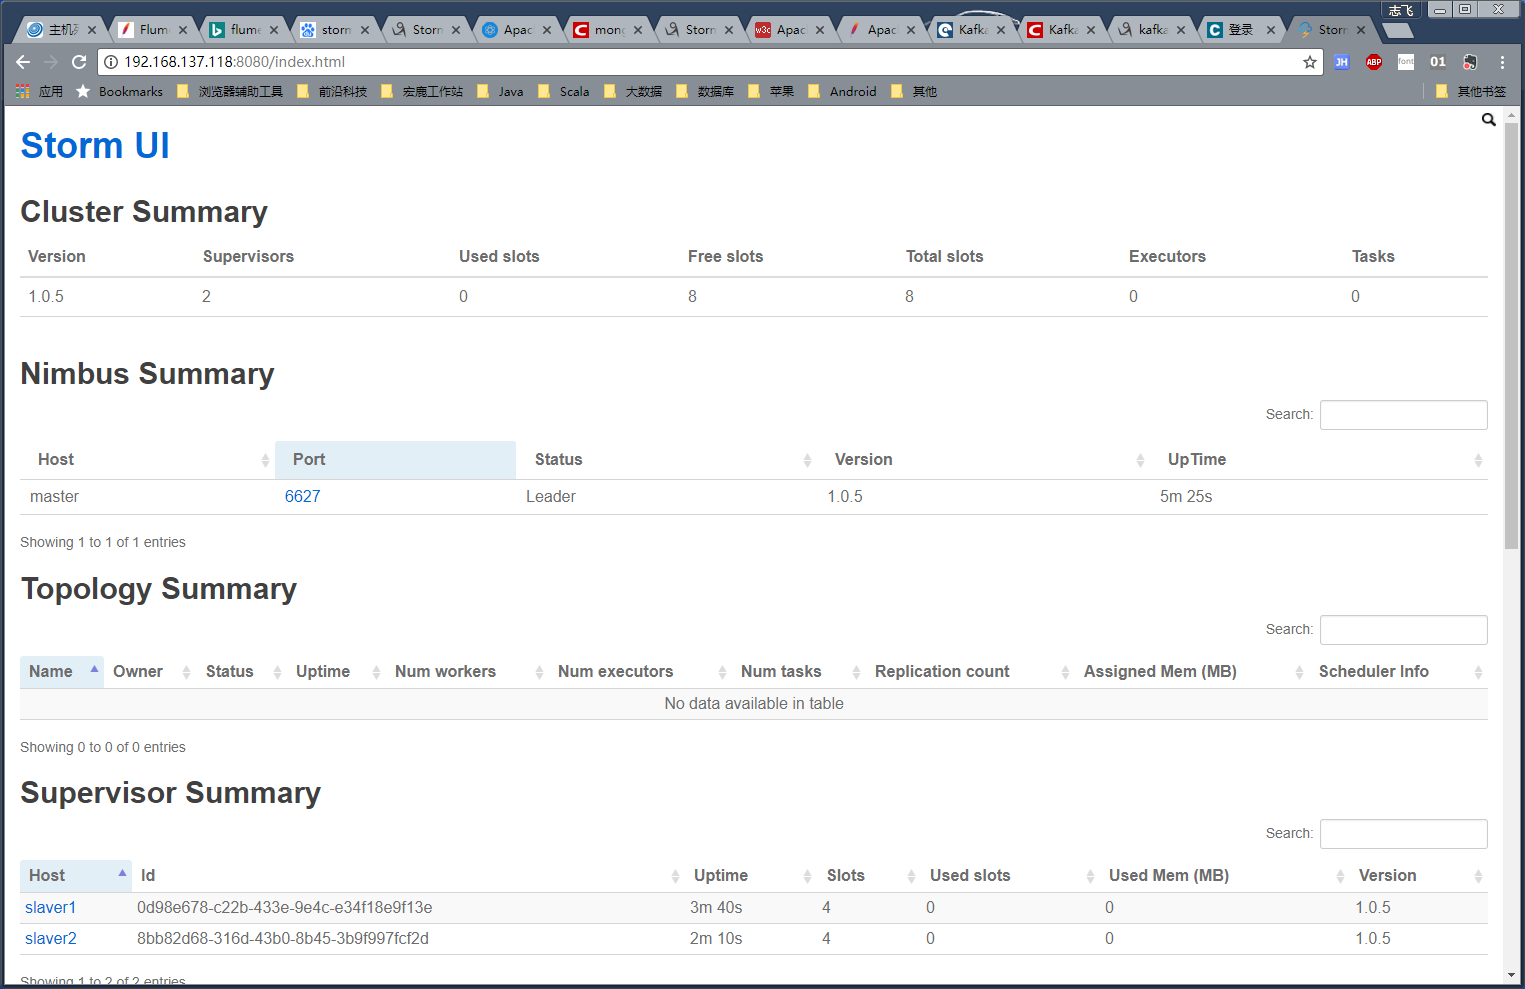 志飞
主机列 Flum flume storm Storm Apac mong Storm Apac Apac Kafka Kafka kafka 登录 Storm
192.168.137.118:8080/index.html
JH ABP font 01
应用 Bookmarks 浏览器辅助工具 前沿科技 宏鹿工作站 Java Scala 大数据 数据库 苹果 Android 其他 其他书签
Storm UI
Cluster Summary
Version Supervisors Used slots Free slots Total slots Executors Tasks
1.0.5 2 0 8 8 0 0
Nimbus Summary
Search:
Host Port Status Version UpTime
master 6627 Leader 1.0.5 5m 25s
Showing 1 to 1 of 1 entries
Topology Summary
Search:
Name Owner Status Uptime Num workers Num executors Num tasks Replication count Assigned Mem (MB) Scheduler Info
No data available in table
Showing 0 to 0 of 0 entries
Supervisor Summary
Search:
Host Id Uptime Slots Used slots Used Mem (MB) Version
slaver1 0d98e678-c22b-433e-9e4c-e34f18e9f13e 3m 40s 4 0 0 1.0.5
slaver2 8bb82d68-316d-43b0-8b45-3b9f997fcf2d 2m 10s 4 0 0 1.0.5
Showing 1 to 2 of 2 entries